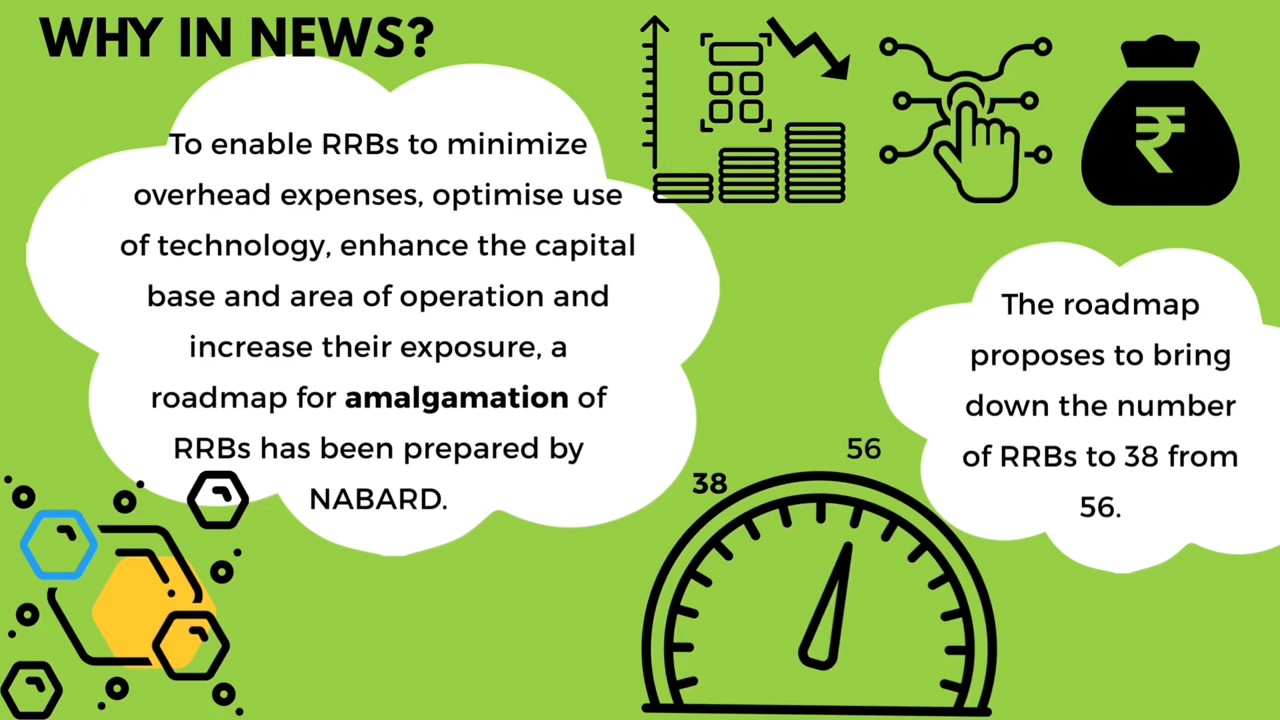 WHY IN NEWS?
To enable RRBs to minimize
overhead expenses, optimise use
of technology, enhance the capital
base and area of operation and
increase their exposure, a
roadmap for amalgamation of
RRBs has been prepared by
NABARD.
₹
The roadmap
proposes to bring
down the number
of RRBs to 38 from
56.
56
38